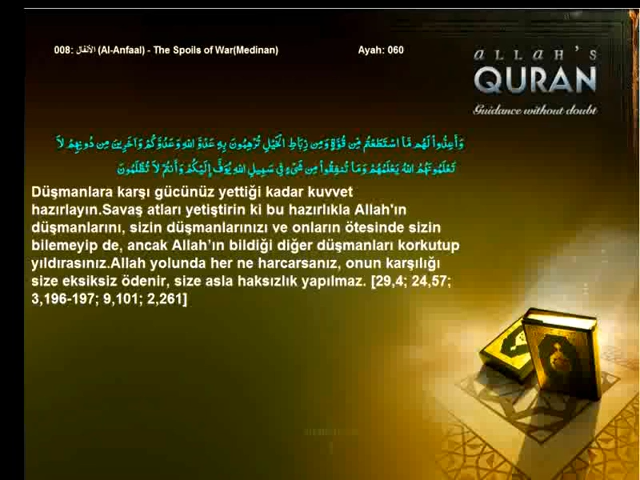 008: الأنفال (Al-Anfaal) - The Spoils of War(Medinan) Ayah: 060
ALLAH'S
QURAN
Guidance without doubt
وَأَعِدُّواْ لَهُم مَّا اسْتَطَعْتُم مِّن قُوَّةٍ وَمِن رِّبَاطِ الْخَيْلِ تُرْهِبُونَ بِهِ عَدْوَّ اللّهِ وَعَدُوَّكُمْ وَآخَرِينَ مِن دُونِهِمْ لاَ
تَعْلَمُونَهُمُ اللّهُ يَعْلَمُهُمْ وَمَا تُنفِقُواْ مِن شَيْءٍ فِي سَبِيلِ اللّهِ يُوَفَّ إِلَيْكُمْ وَأَنتُمْ لاَ تُظْلَمُونَ
Düşmanlara karşı gücünüz yettiği kadar kuvvet
hazırlayın.Savaş atları yetiştirin ki bu hazırlıkla Allah'ın
düşmanlarını, sizin düşmanlarınızı ve onların ötesinde sizin
bilemeyip de, ancak Allah'ın bildiği diğer düşmanları korkutup
yıldırasınız.Allah yolunda her ne harcarsanız, onun karşılığı
size eksiksiz ödenir, size asla haksızlık yapılmaz. [29,4; 24,57;
3,196-197; 9,101; 2,261]